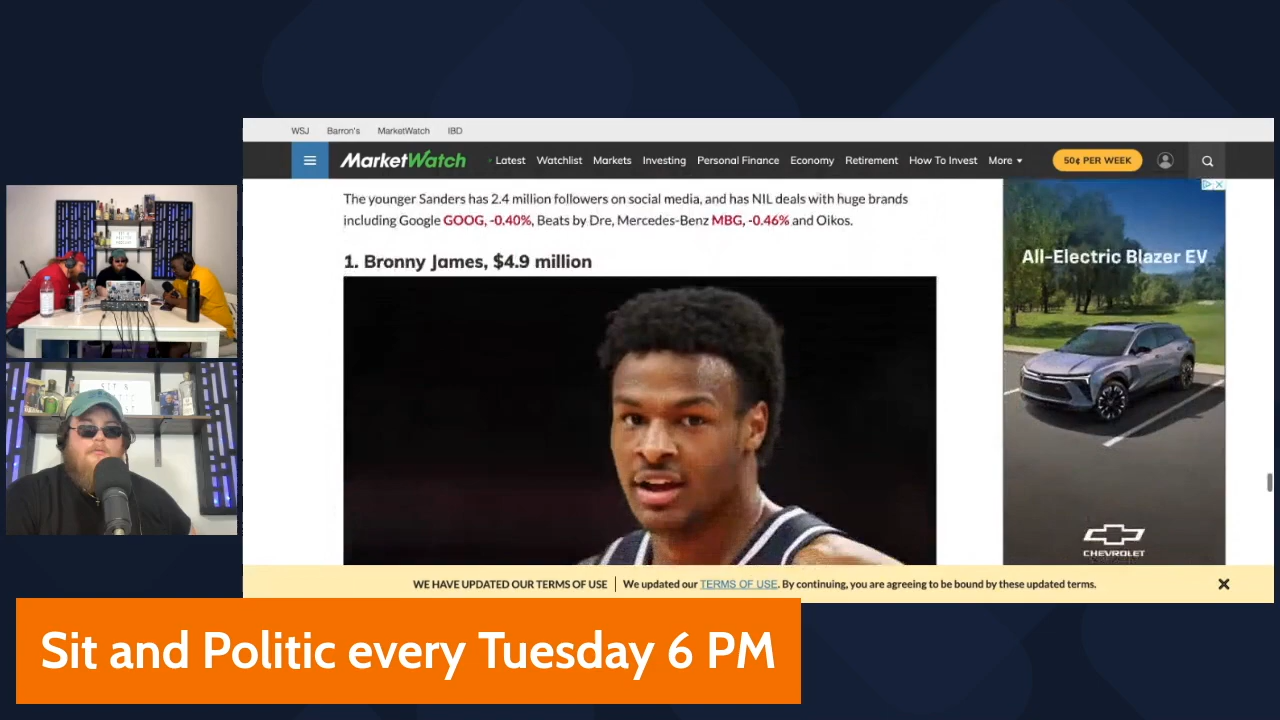 WSJ Barron's MarketWatch IBD
MarketWatch Latest Watchlist Markets Investing Personal Finance Economy Retirement How To Invest More 50¢ PER WEEK
The younger Sanders has 2.4 million followers on social media, and has NIL deals with huge brands
including Google GOOG, -0.40%, Beats by Dre, Mercedes-Benz MBG, -0.46% and Oikos.
1. Bronny James, $4.9 million
All-Electric Blazer EV
CHEVROLET
WE HAVE UPDATED OUR TERMS OF USE We updated our TERMS OF USE. By continuing, you are agreeing to be bound by these updated terms.
Sit and Politic every Tuesday 6 PM